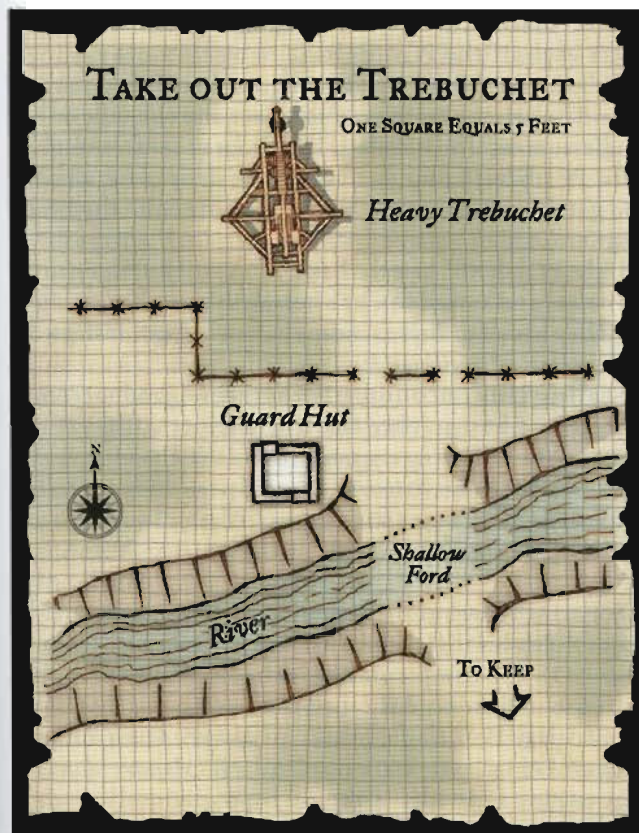 TAKE OUT THE TREBUCHET
ONE SQUARE EQUALS 5 FEET
Heavy Trebuchet
Guard Hut
N
Shallow
Ford
River
TO KEEP